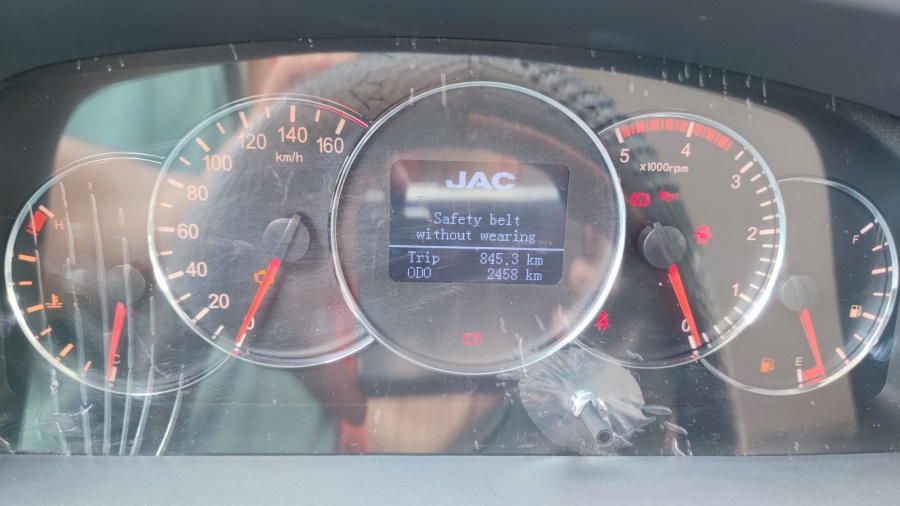 H
C
0
20
40
60
80
100
120
140
160
km/h
JAC
Safety belt
without wearing
Trip 845.3 km
ODO 2458 km
5
4
3
2
1
0
x1000rpm
F
E